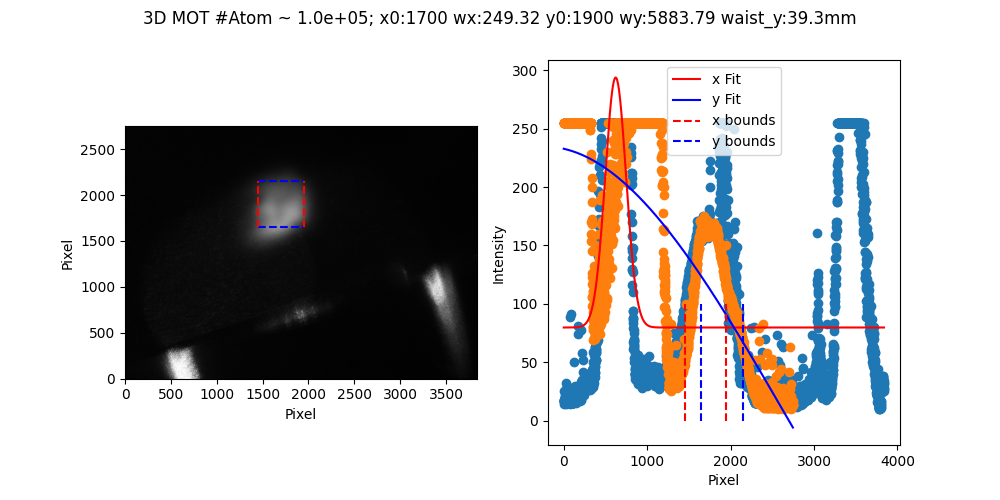 3D MOT #Atom ~ 1.0e+05; x0:1700 wx:249.32 y0:1900 wy:5883.79 waist_y:39.3mm
2500
2000
1500
1000
500
0
Pixel
0 500 1000 1500 2000 2500 3000 3500
Pixel
300
250
200
150
100
50
0
Intensity
x Fit
y Fit
x bounds
y bounds
0 1000 2000 3000 4000
Pixel